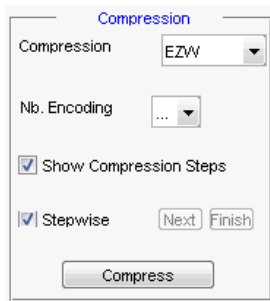 Compression
Compression EZW
Nb. Encoding ...
Show Compression Steps
Stepwise Next Finish
Compress